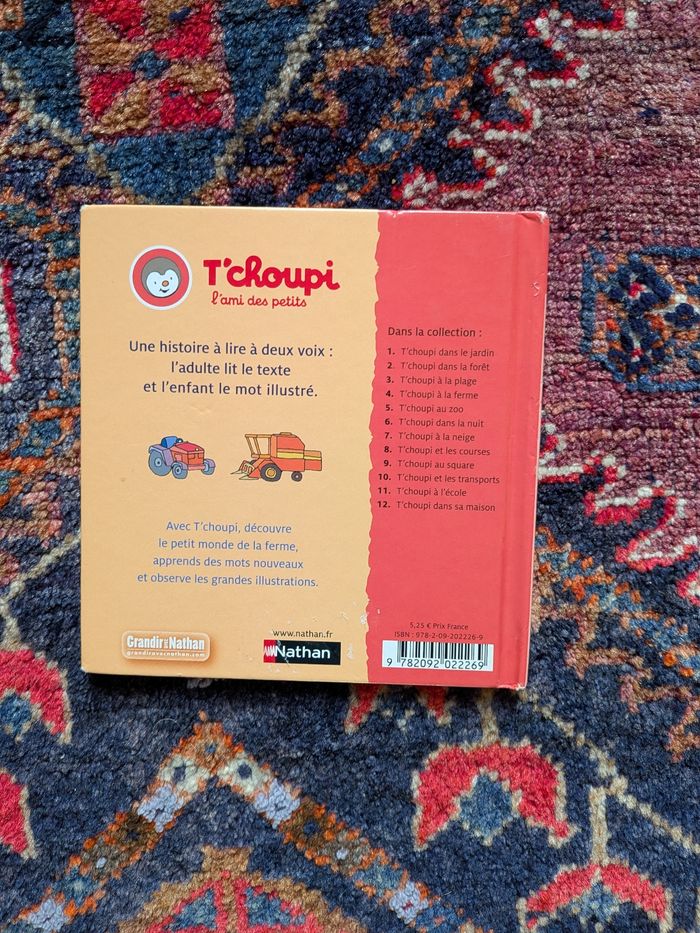 T'choupi
l'ami des petits
Une histoire à lire à deux voix :
l'adulte lit le texte
et l'enfant le mot illustré.
Avec T'choupi, découvre
le petit monde de la ferme,
apprends des mots nouveaux
et observe les grandes illustrations.
Grandir avec Nathan
grandiravecnathan.com
www.nathan.fr
Nathan
Dans la collection :
1. T'choupi dans le jardin
2. T'choupi dans la forêt
3. T'choupi à la plage
4. T'choupi à la ferme
5. T'choupi au zoo
6. T'choupi dans la nuit
7. T'choupi à la neige
8. T'choupi et les courses
9. T'choupi au square
10. T'choupi et les transports
11. T'choupi à l'école
12. T'choupi dans sa maison
5,25 € Prix France
ISBN : 978-2-09-202226-9
9 782092 022269